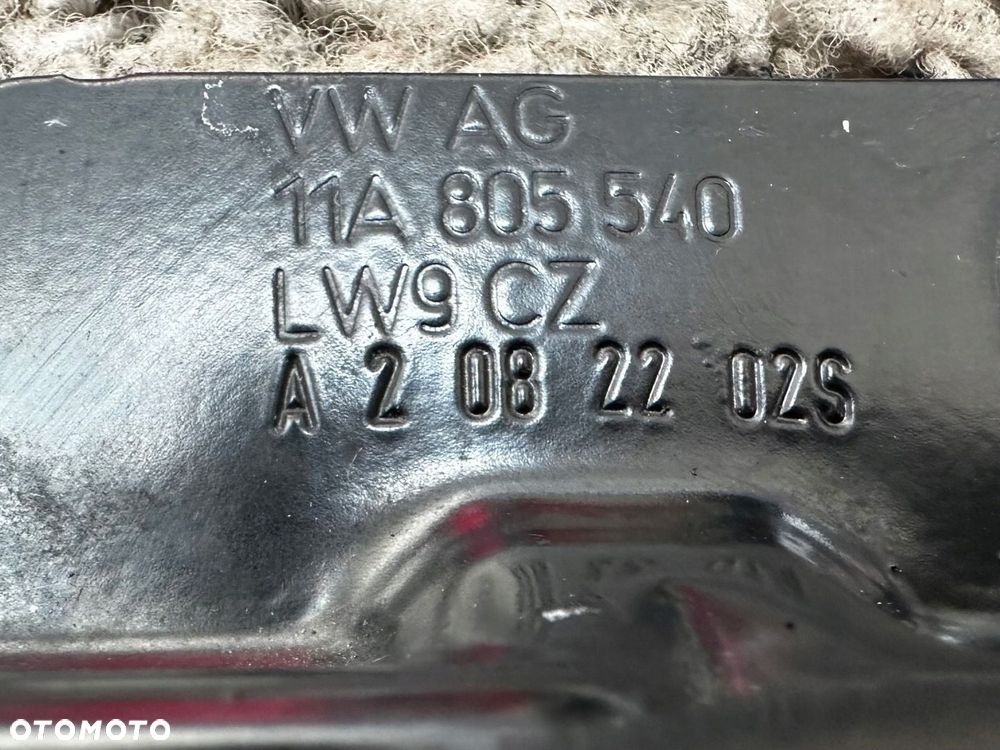 VW AG
11A 805 540
LW9 CZ
A 2 08 22 02S
OTOMOTO